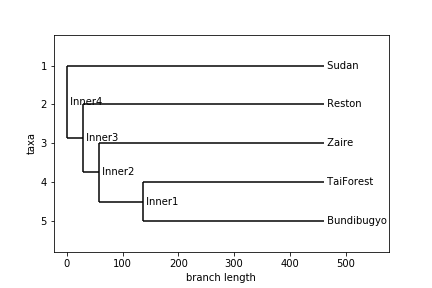 1 Sudan
Inner4
2 Reston
Inner3
3 Zaire
Inner2
4 TaiForest
Inner1
5 Bundibugyo
taxa
0 100 200 300 400 500
branch length